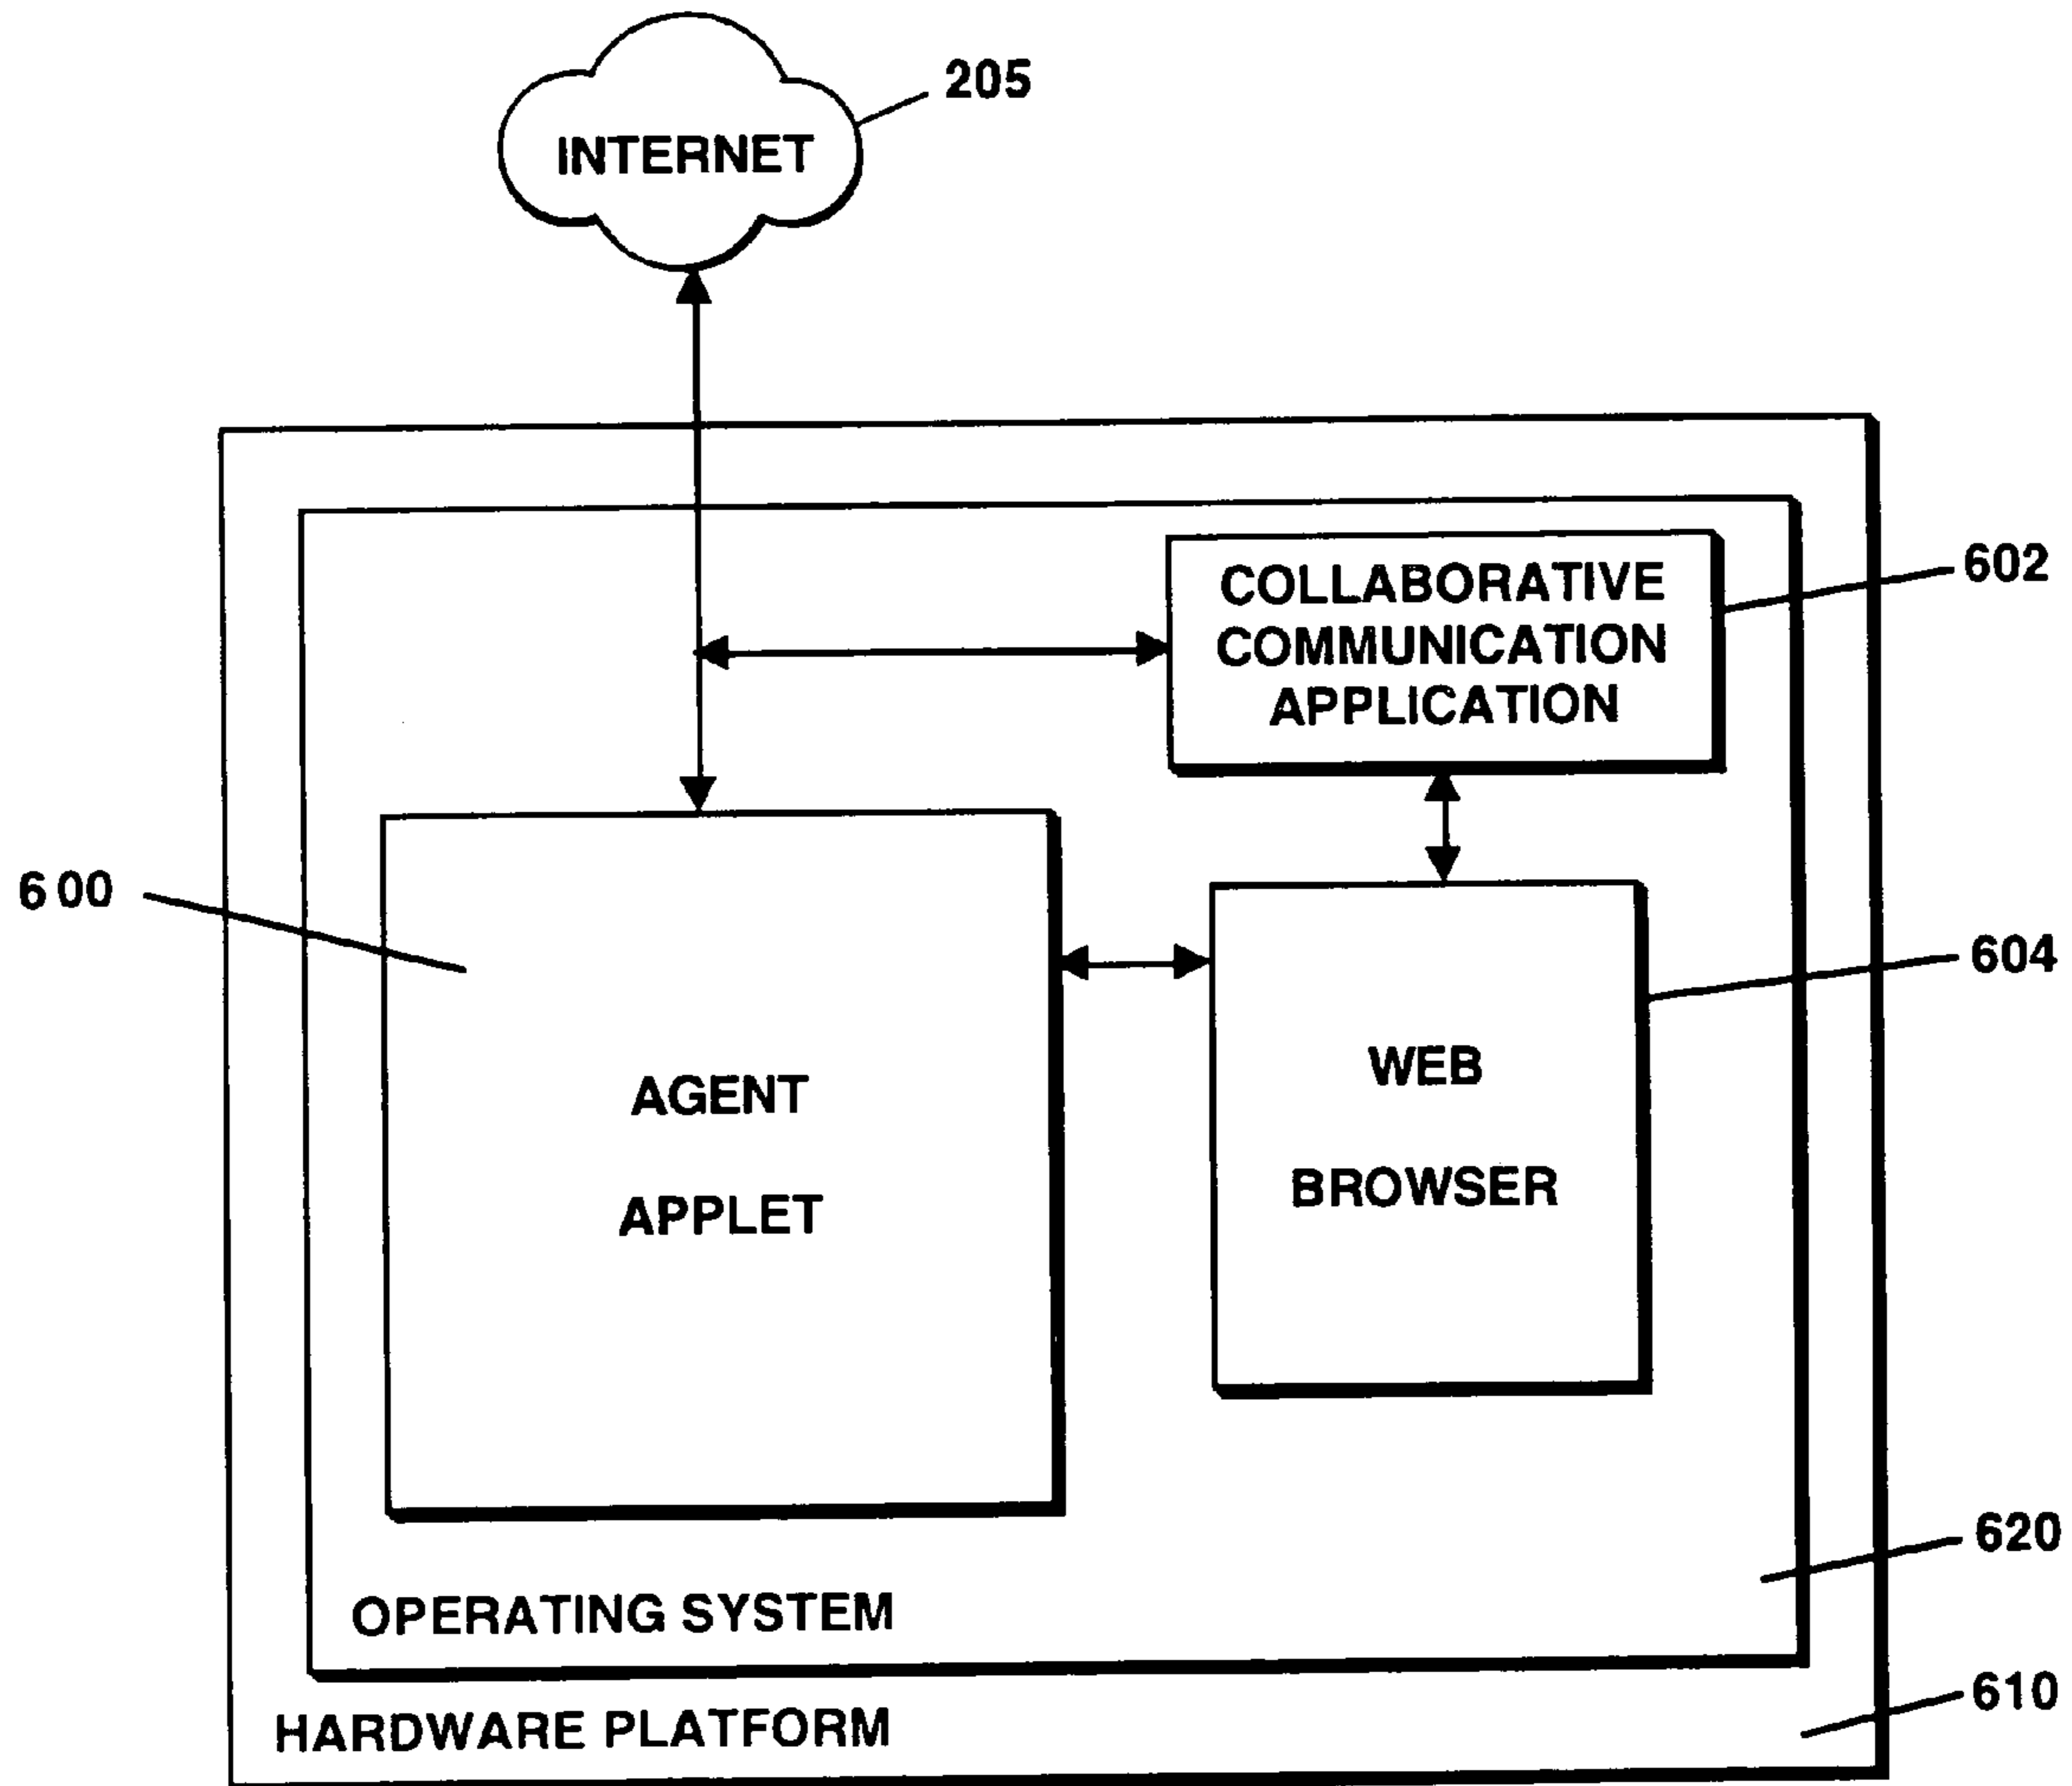 205
INTERNET
COLLABORATIVE
COMMUNICATION
APPLICATION
602
600
604
AGENT
APPLET
WEB
BROWSER
620
OPERATING SYSTEM
610
HARDWARE PLATFORM